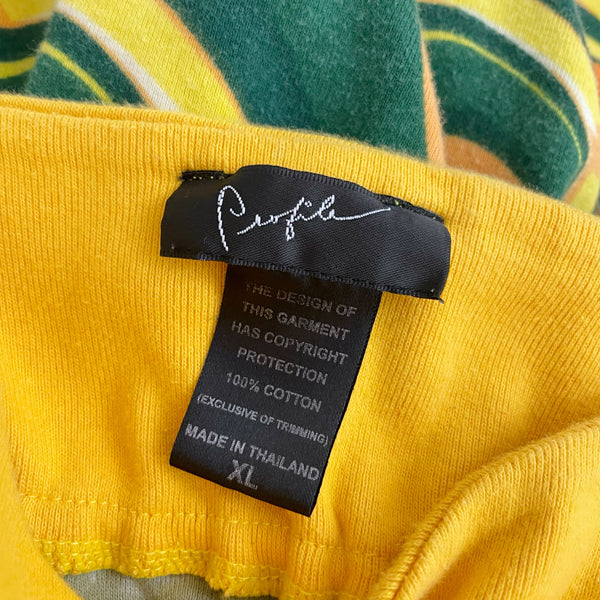 Profile
THE DESIGN OF
THIS GARMENT
HAS COPYRIGHT
PROTECTION
100% COTTON
(EXCLUSIVE OF TRIMMING)
MADE IN THAILAND
XL